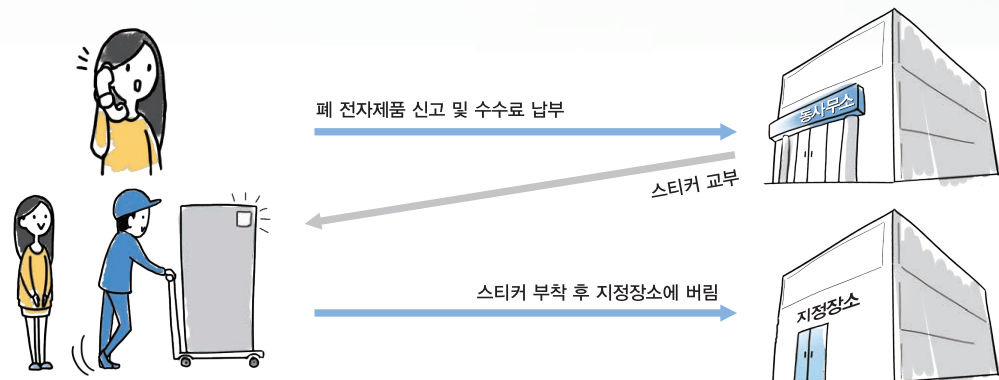 폐 전자제품 신고 및 수수료 납부
동사무소
스티커 교부
스티커 부착 후 지정장소에 버림
지정장소